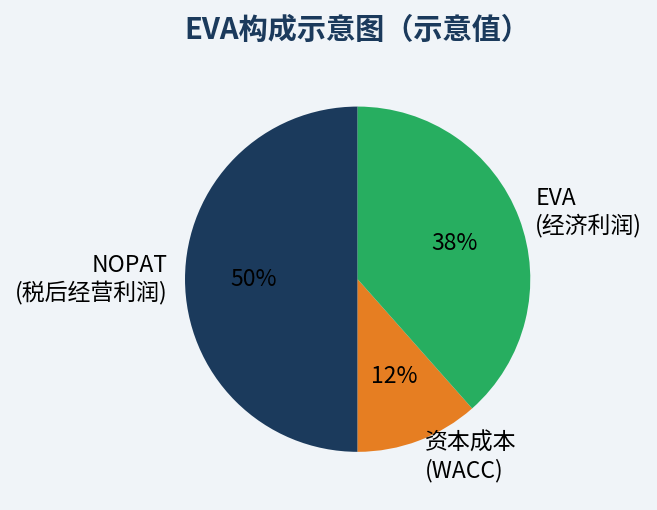 EVA构成示意图（示意值）
EVA
(经济利润)
38%
NOPAT
(税后经营利润)
50%
12%
资本成本
(WACC)